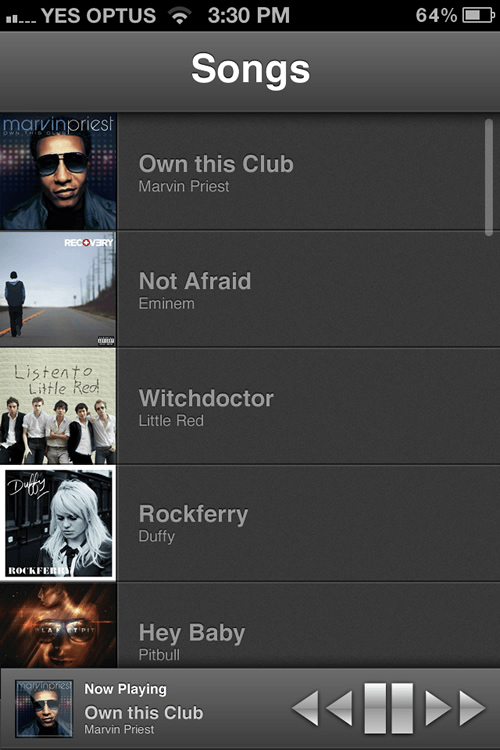 YES OPTUS 3:30 PM 64%
Songs
marvinpriest
OWN THIS CLUB
Own this Club
Marvin Priest
RECOVERY
Not Afraid
Eminem
Listen to
Little Red
Witchdoctor
Little Red
Duffy
ROCKFERRY
Rockferry
Duffy
PLANET PIT
Hey Baby
Pitbull
marvinpriest
Now Playing
Own this Club
Marvin Priest